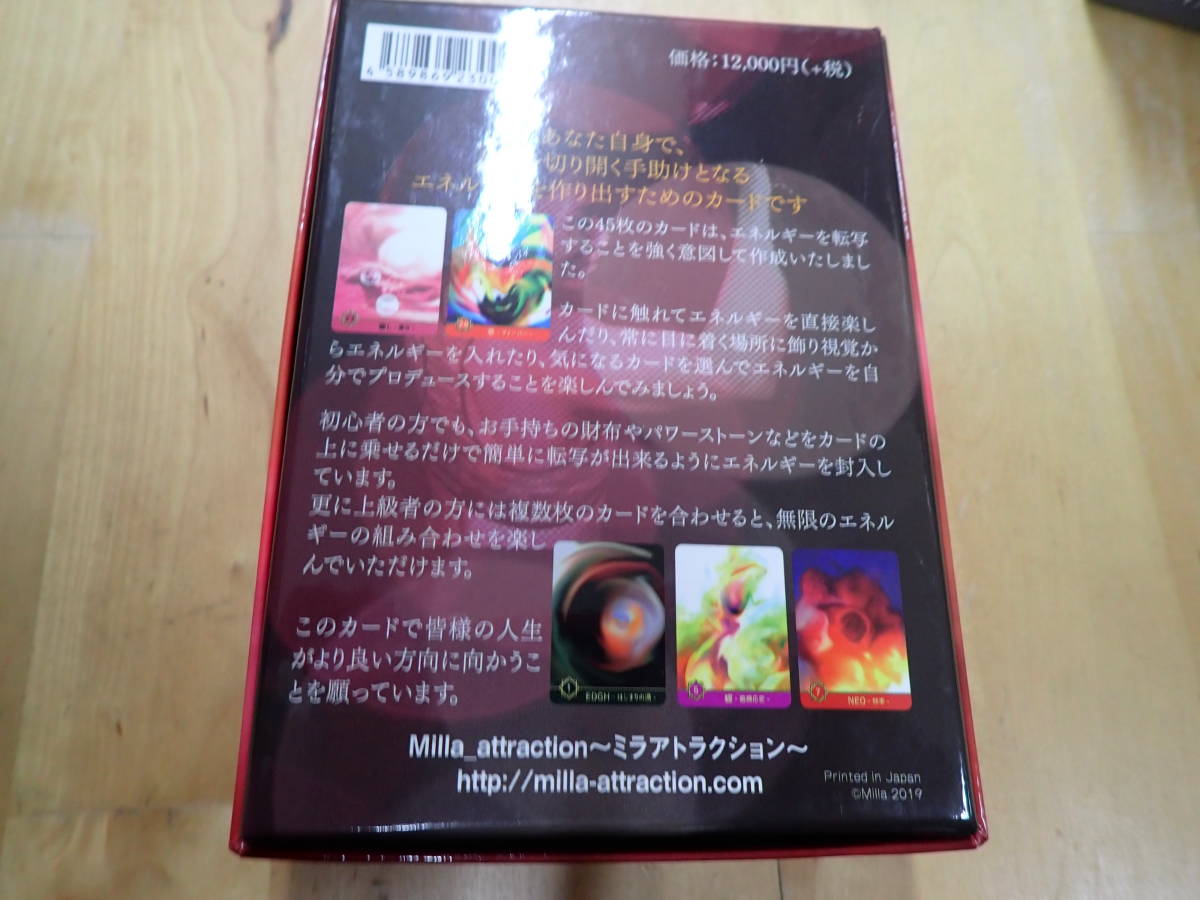 価格：12,000円（+税）
あなた自身で、
切り開く手助けとなる
エネル 作り出すためのカードです
この45枚のカードは、エネルギーを転写
することを強く意図して作成いたしまし
た。
カードに触れてエネルギーを直接楽し
んだり、常に目に着く場所に飾り視覚か
らエネルギーを入れたり、気になるカードを選んでエネルギーを自
分でプロデュースすることを楽しんでみましょう。
初心者の方でも、お手持ちの財布やパワーストーンなどをカードの
上に乗せるだけで簡単に転写が出来るようにエネルギーを封入し
ています。
更に上級者の方には複数枚のカードを合わせると、無限のエネル
ギーの組み合わせを楽し
んでいただけます。
1 EDGH - はじまりの渦 -
6
7 NEO
このカードで皆様の人生
がより良い方向に向かうこ
とを願っています。
Milla_attraction〜ミラアトラクション〜
http://milla-attraction.com
Printed in Japan
©Milla 2019